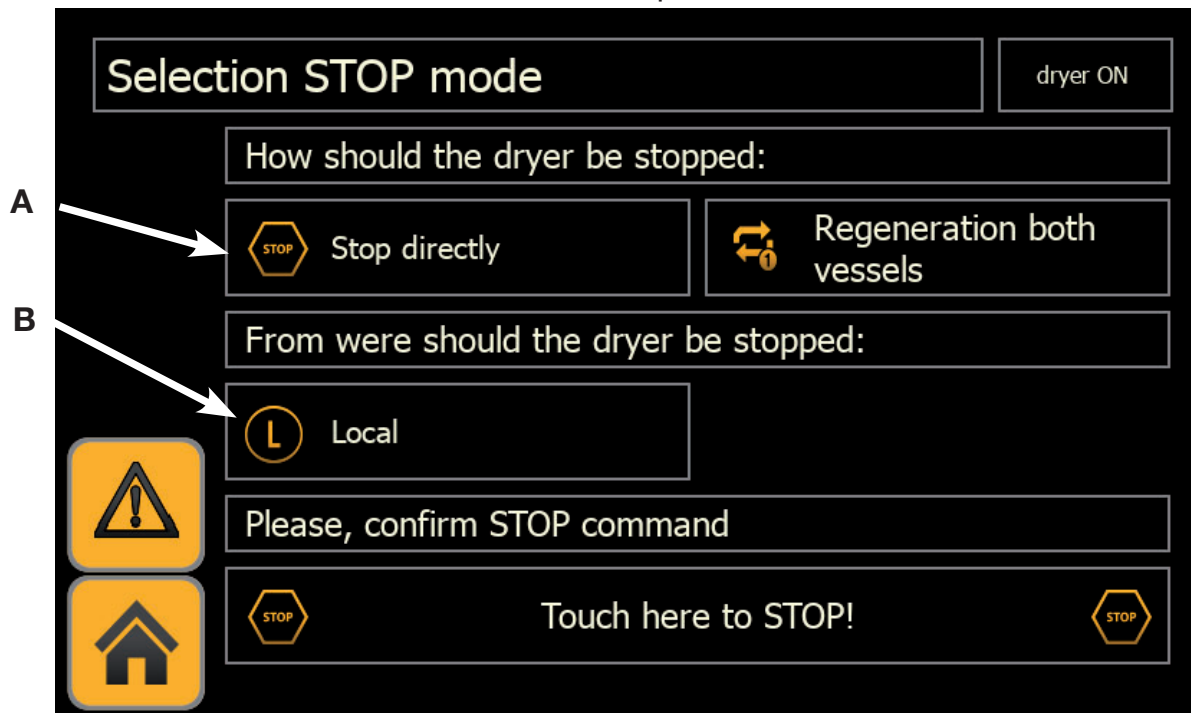 Selection STOP mode
dryer ON
How should the dryer be stopped:
A
STOP
Stop directly
1
Regeneration both
vessels
B
From were should the dryer be stopped:
L
Local
Please, confirm STOP command
STOP
Touch here to STOP!
STOP